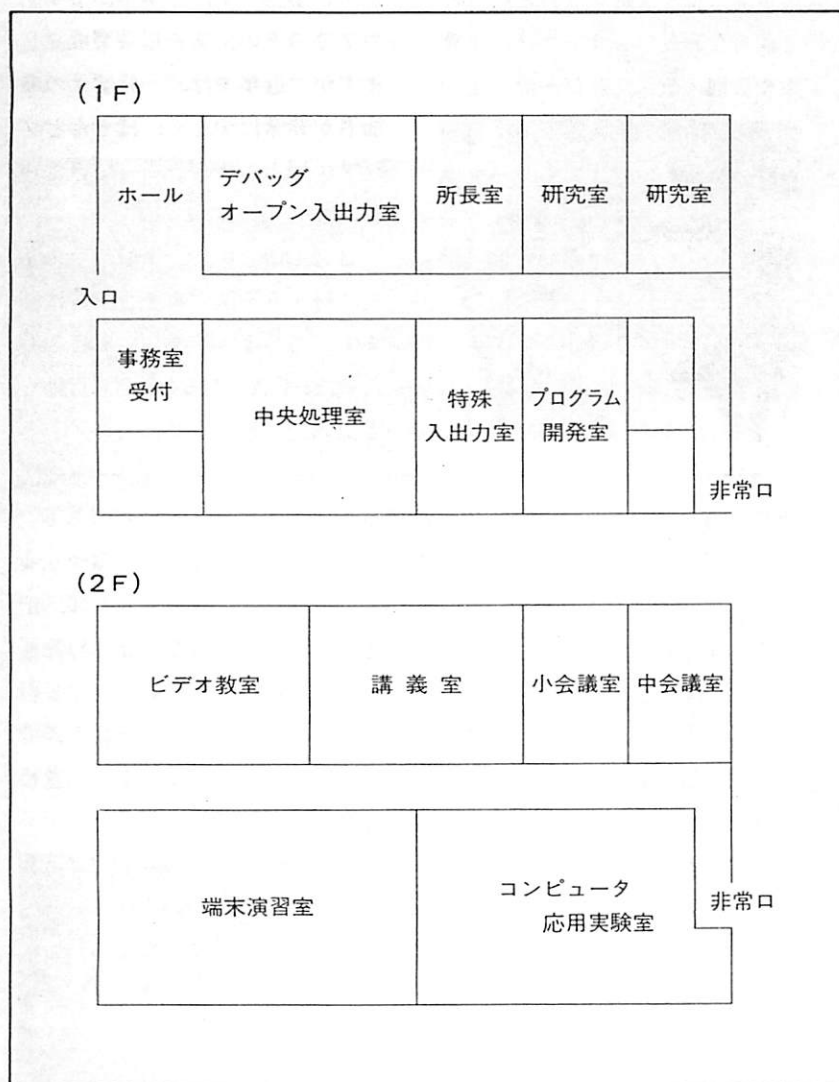 (1F)
ホール
デバッグ
オープン入出力室
所長室
研究室
研究室
入口
事務室
受付
中央処理室
特殊
入出力室
プログラム
開発室
非常口
(2F)
ビデオ教室
講義室
小会議室
中会議室
端末演習室
コンピュータ
応用実験室
非常口